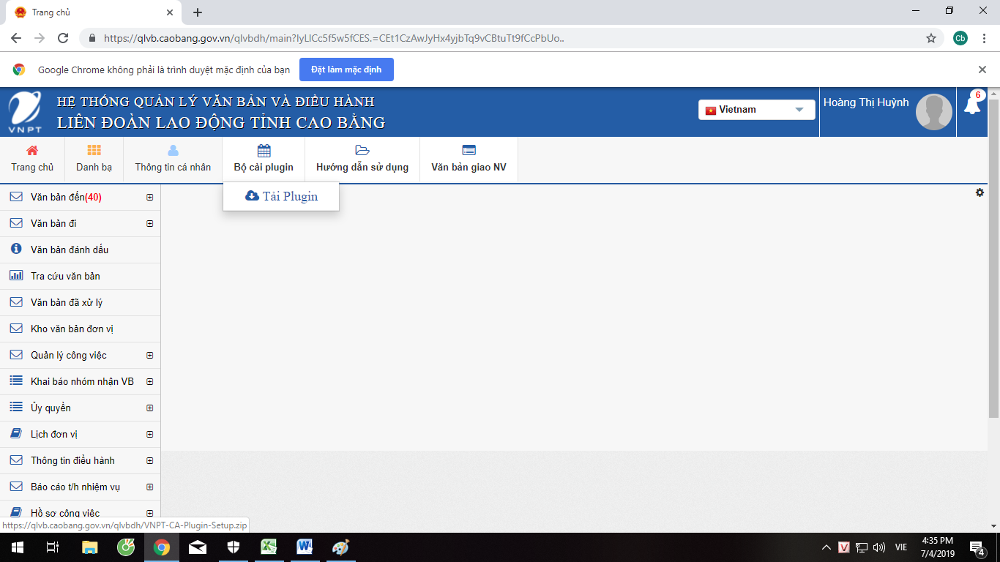 Trang chủ
https://qlvb.caobang.gov.vn/qlvbdh/main?lyLlCc5f5w5fCES.=CEt1CzAwJyHx4yjbTq9vCBtuTt9fCcPbUo..
Cb
Google Chrome không phải là trình duyệt mặc định của bạn
Đặt làm mặc định
VNPT
HỆ THỐNG QUẢN LÝ VĂN BẢN VÀ ĐIỀU HÀNH
LIÊN ĐOÀN LAO ĐỘNG TỈNH CAO BẰNG
Vietnam
Hoàng Thị Huỳnh
6
Trang chủ
Danh bạ
Thông tin cá nhân
Bộ cài plugin
Hướng dẫn sử dụng
Văn bản giao NV
Tải Plugin
Văn bản đến(40)
Văn bản đi
Văn bản đánh dấu
Tra cứu văn bản
Văn bản đã xử lý
Kho văn bản đơn vị
Quản lý công việc
Khai báo nhóm nhận VB
Ủy quyền
Lịch đơn vị
Thông tin điều hành
Báo cáo t/h nhiệm vụ
Hồ sơ công việc
https://qlvb.caobang.gov.vn/qlvbdh/VNPT-CA-Plugin-Setup.zip
VIE
4:35 PM
7/4/2019
4